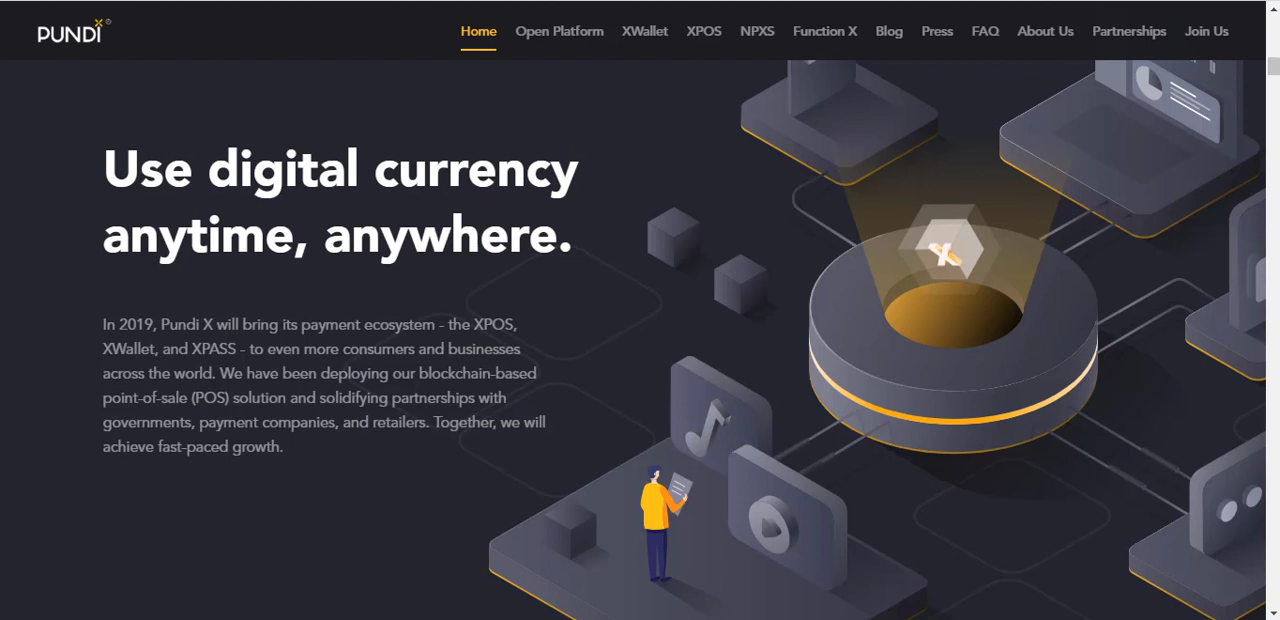 PUNDI X ®
Home Open Platform XWallet XPOS NPXS Function X Blog Press FAQ About Us Partnerships Join Us
Use digital currency
anytime, anywhere.
In 2019, Pundi X will bring its payment ecosystem - the XPOS,
XWallet, and XPASS - to even more consumers and businesses
across the world. We have been deploying our blockchain-based
point-of-sale (POS) solution and solidifying partnerships with
governments, payment companies, and retailers. Together, we will
achieve fast-paced growth.
X